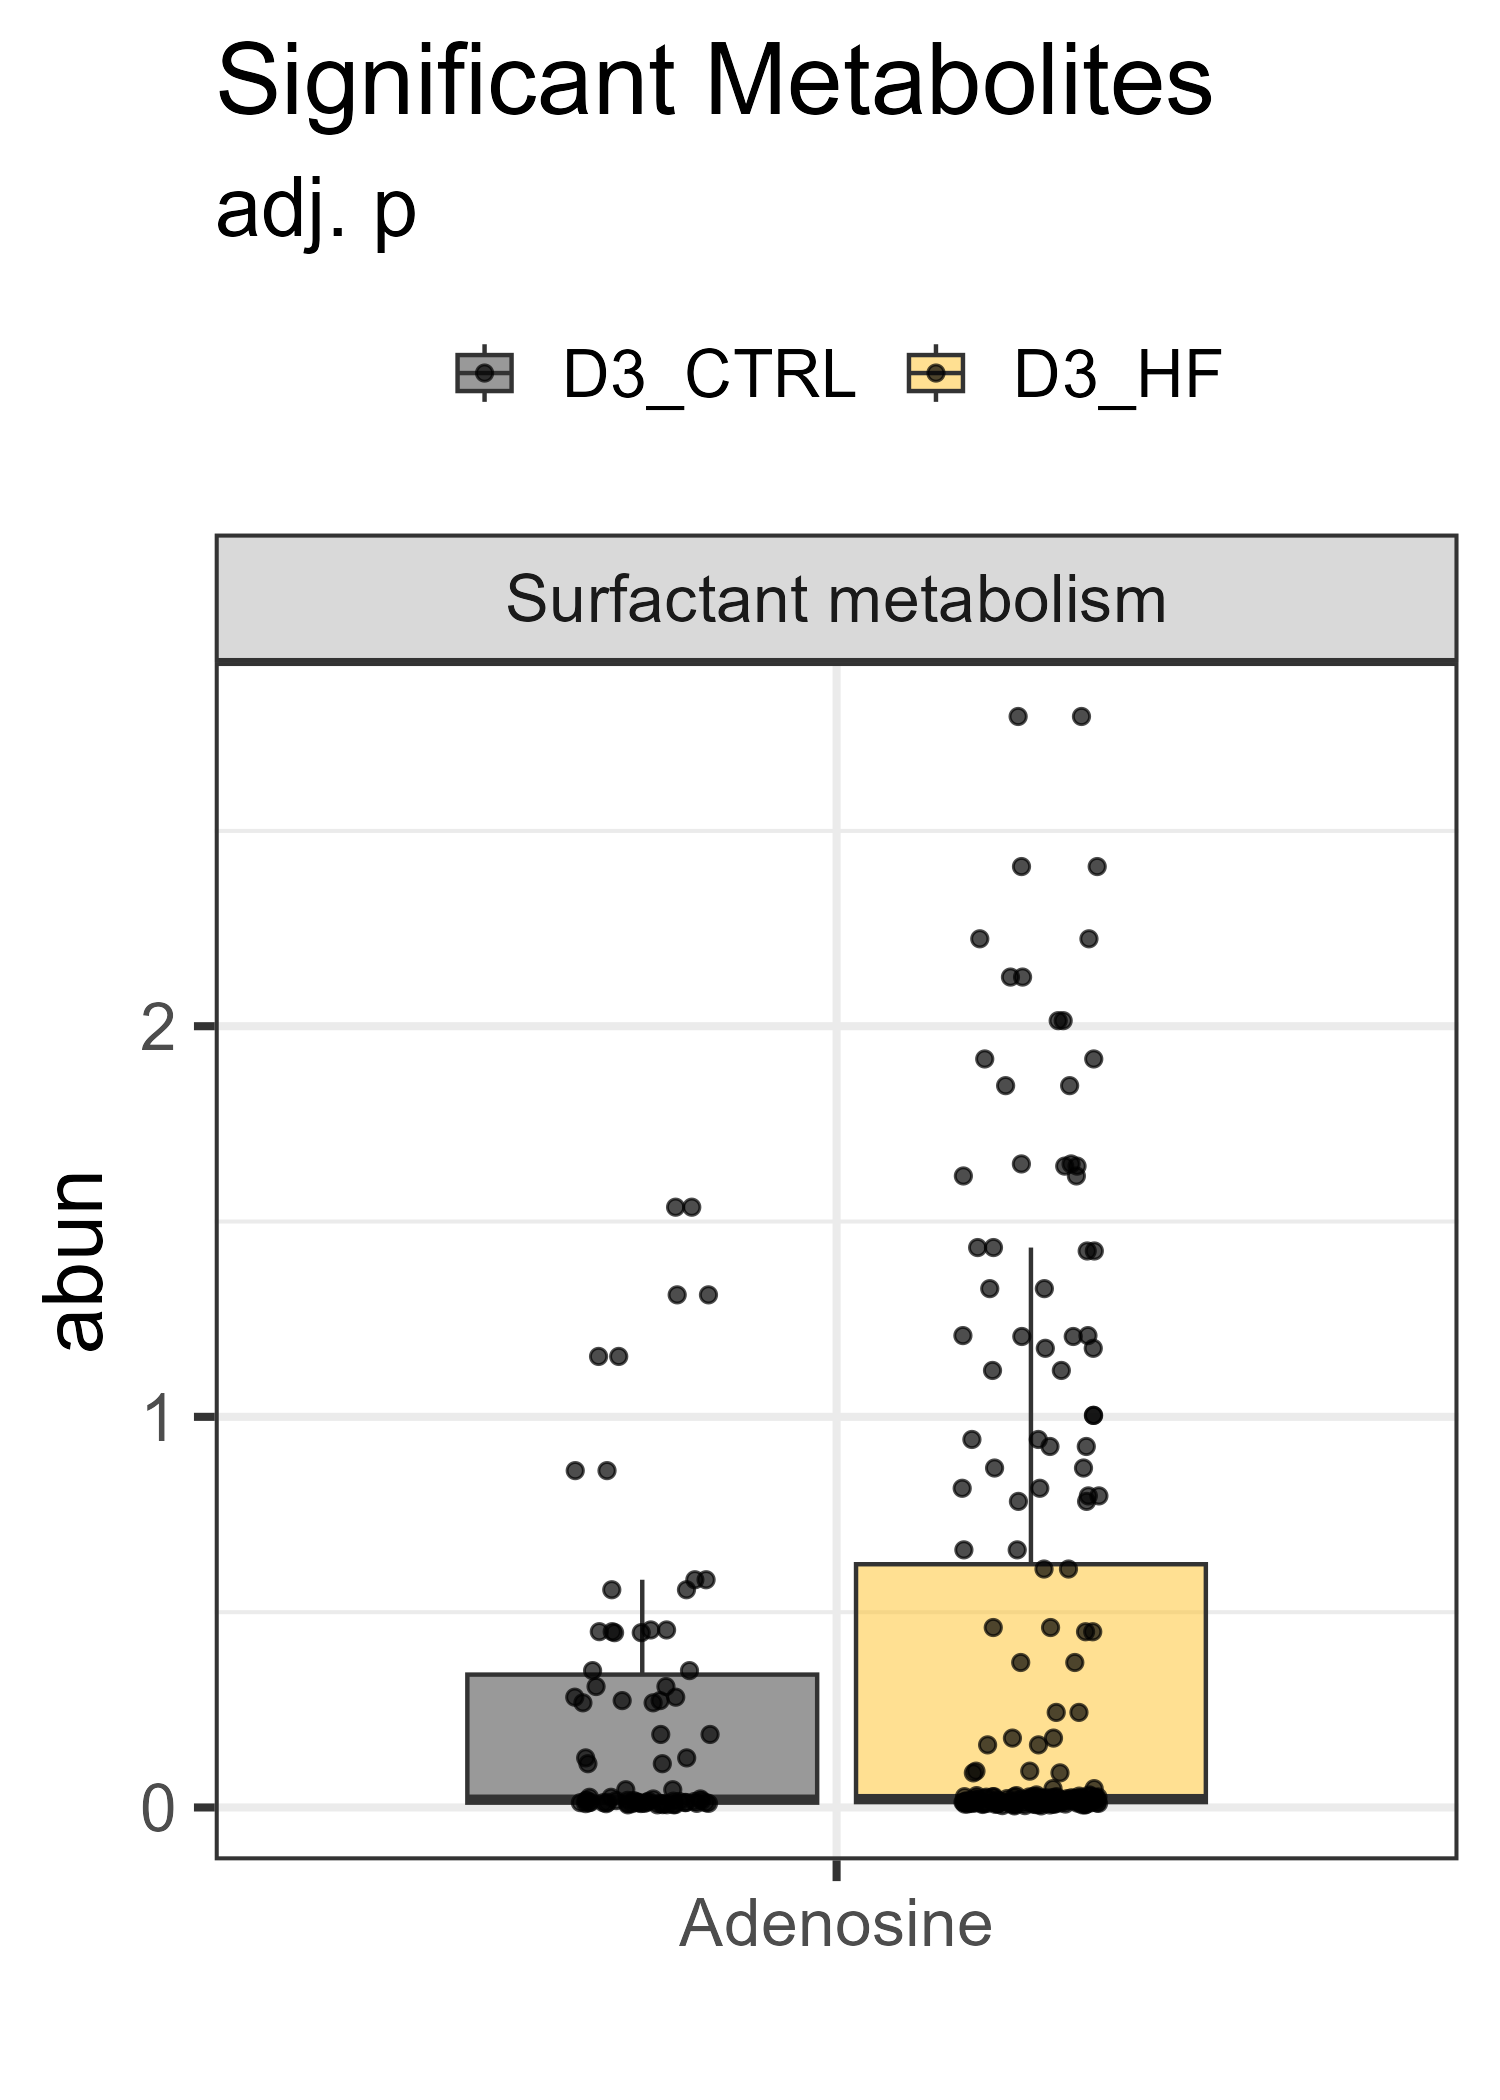 Significant Metabolites
adj. p
D3_CTRL D3_HF
Surfactant metabolism
2
1
0
abun
Adenosine